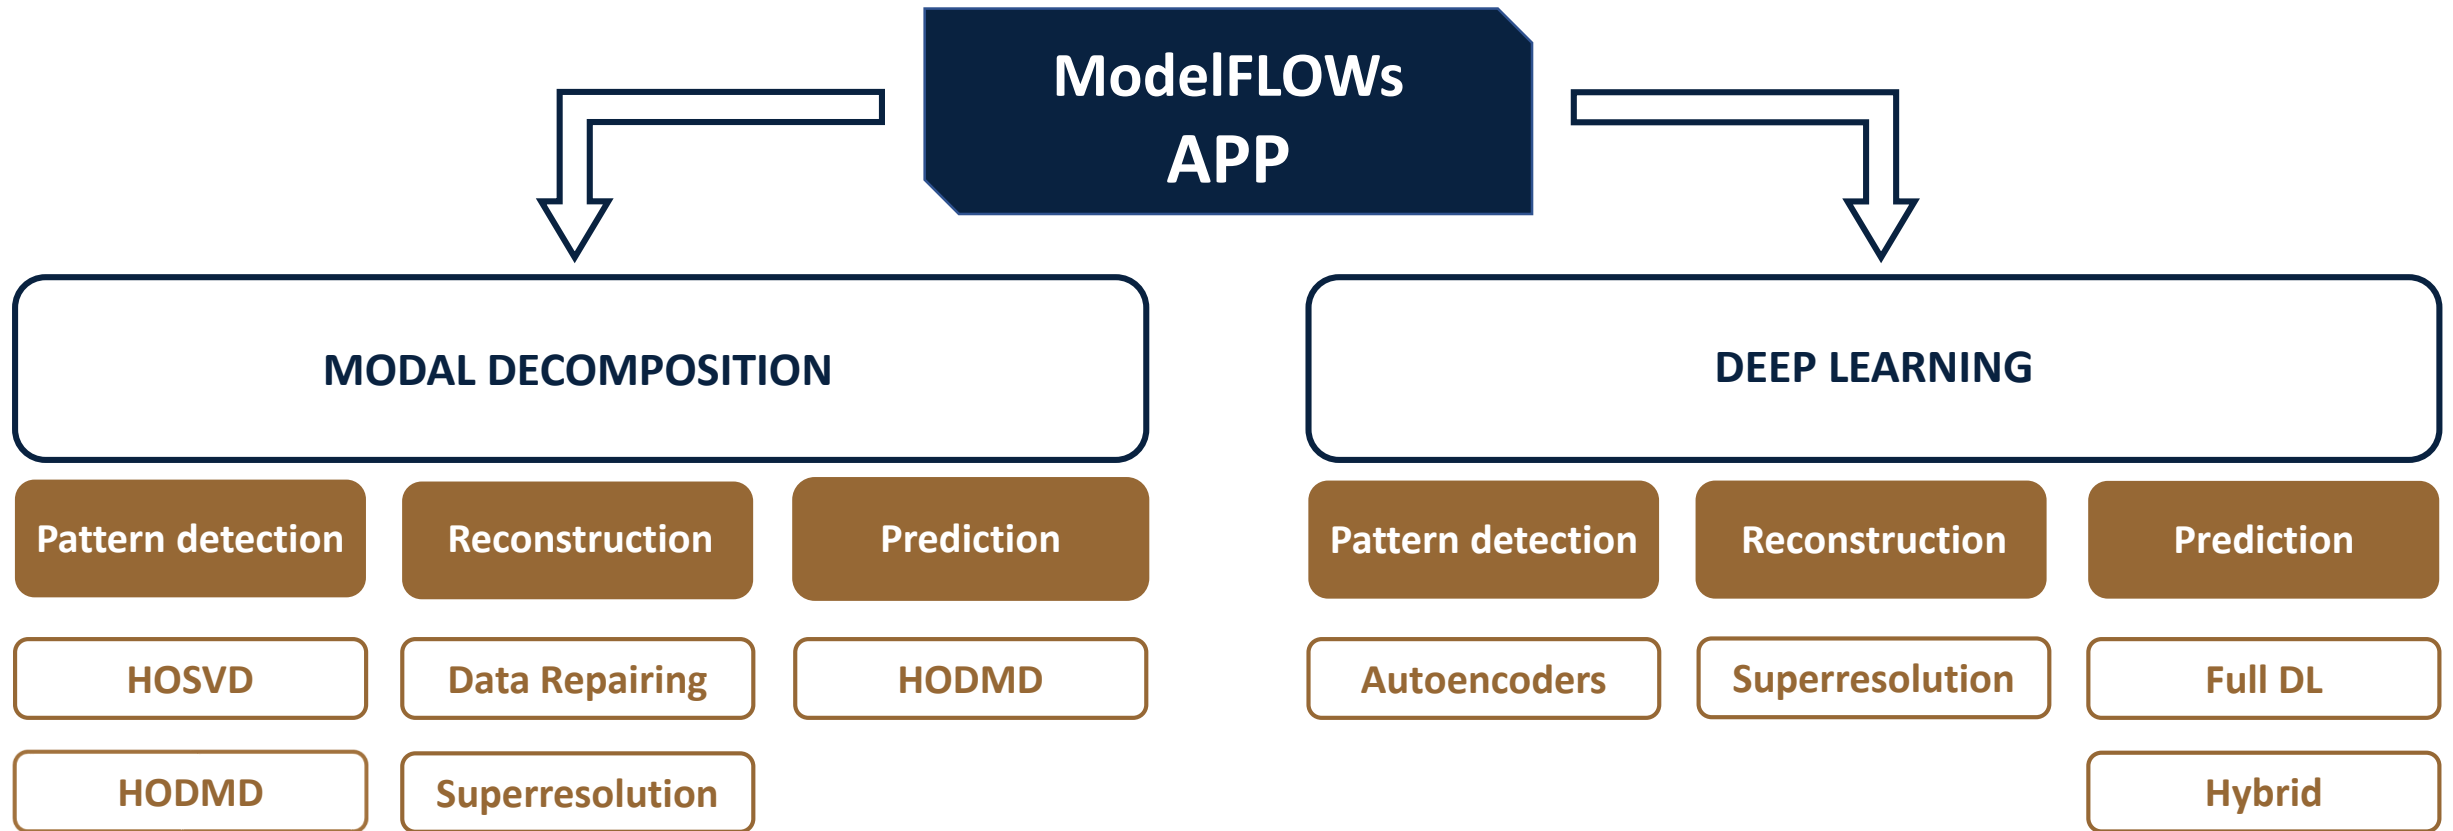 ModelFLOWs
APP
MODAL DECOMPOSITION
Pattern detection
Reconstruction
Prediction
HOSVD
Data Repairing
HODMD
HODMD
Superresolution
DEEP LEARNING
Pattern detection
Reconstruction
Prediction
Autoencoders
Superresolution
Full DL
Hybrid